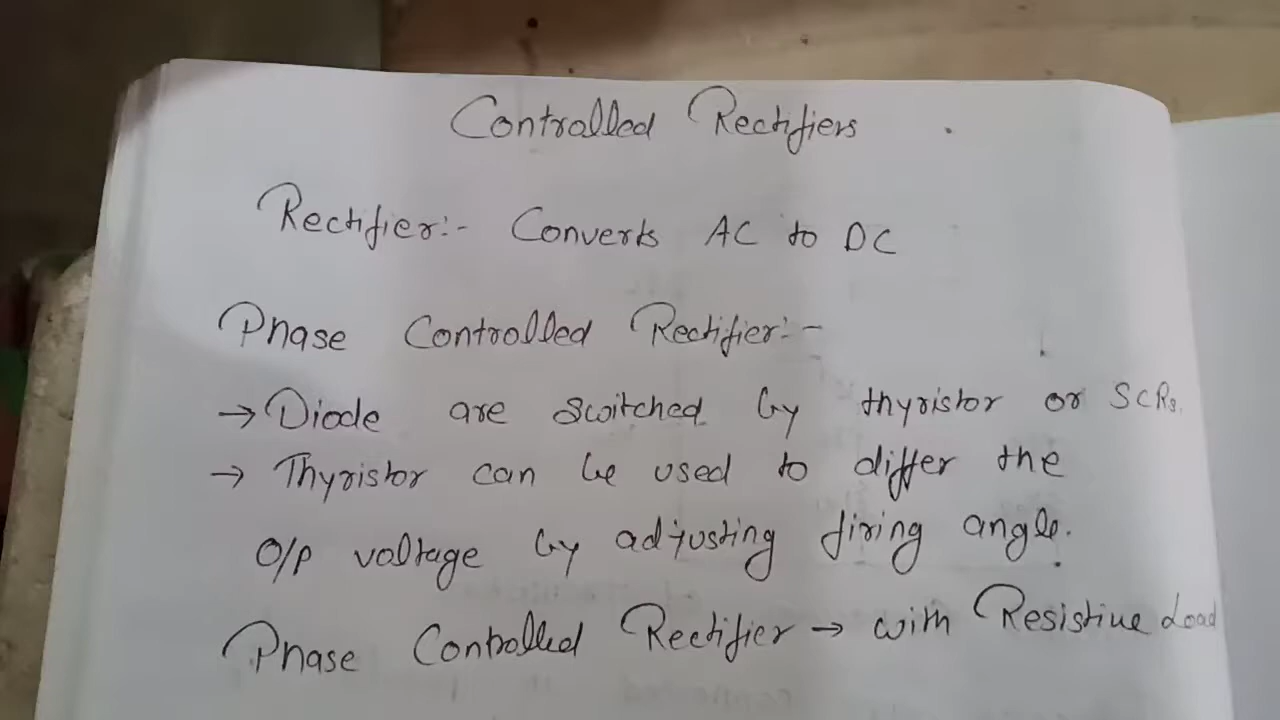 Controlled Rectifiers
Rectifier:- Converts AC to DC
Phase Controlled Rectifier:-
→ Diode are switched by thyristor or SCRs.
→ Thyristor can be used to differ the
O/P voltage by adjusting firing angle.
Phase Controlled Rectifier → with Resistive Load